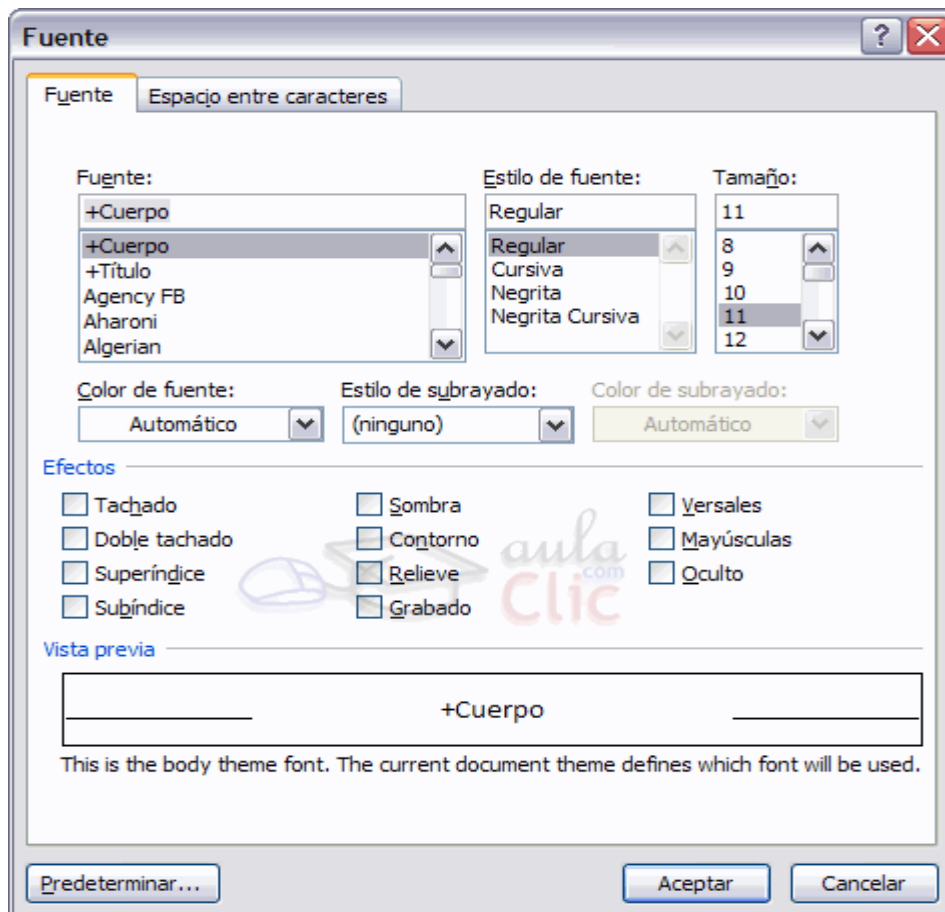 Fuente
?
Fuente Espacio entre caracteres
Fuente: Estilo de fuente: Tamaño:
+Cuerpo Regular 11
+Cuerpo Regular 8
+Título Cursiva 9
Agency FB Negrita 10
Aharoni Negrita Cursiva 11
Algerian 12
Color de fuente: Estilo de subrayado: Color de subrayado:
Automático (ninguno) Automático
Efectos
Tachado Sombra Versales
Doble tachado Contorno Mayúsculas
Superíndice Relieve Oculto
Subíndice Grabado
aula
.com
Clic
Vista previa
+Cuerpo
This is the body theme font. The current document theme defines which font will be used.
Predeterminar... Aceptar Cancelar